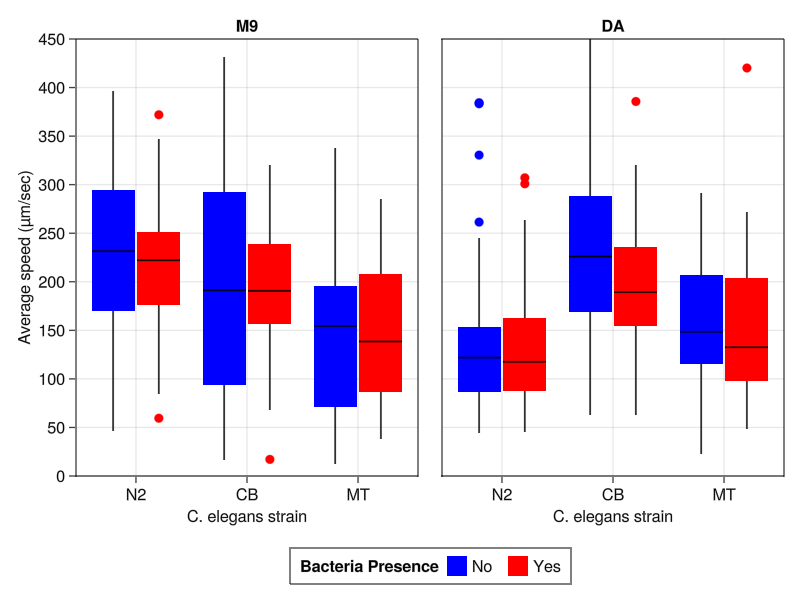 M9
DA
Average speed (µm/sec)
450
400
350
300
250
200
150
100
50
0
N2 CB MT
N2 CB MT
C. elegans strain
C. elegans strain
Bacteria Presence No Yes